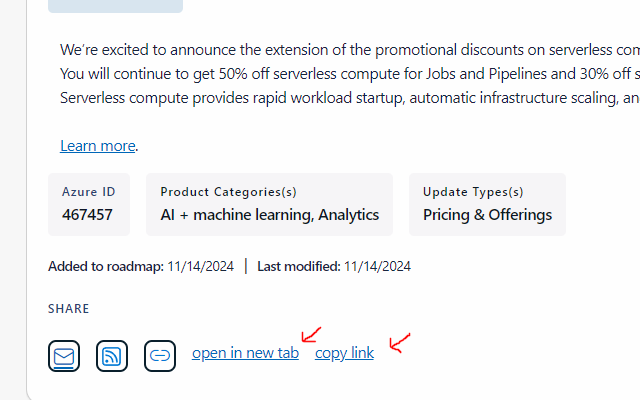 We're excited to announce the extension of the promotional discounts on serverless
You will continue to get 50% off serverless compute for Jobs and Pipelines and 30% off
Serverless compute provides rapid workload startup, automatic infrastructure scaling,
Learn more.
Azure ID
467457
Product Categories(s)
AI + machine learning, Analytics
Update Types(s)
Pricing & Offerings
Added to roadmap: 11/14/2024 | Last modified: 11/14/2024
SHARE
open in new tab copy link